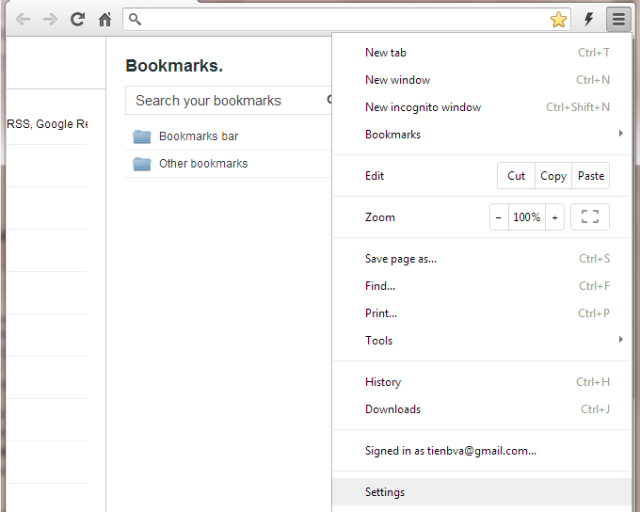 Bookmarks.
Search your bookmarks
Bookmarks bar
Other bookmarks
RSS, Google Re
New tab Ctrl+T
New window Ctrl+N
New incognito window Ctrl+Shift+N
Bookmarks
Edit Cut Copy Paste
Zoom - 100% +
Save page as... Ctrl+S
Find... Ctrl+F
Print... Ctrl+P
Tools
History Ctrl+H
Downloads Ctrl+J
Signed in as tienbva@gmail.com...
Settings